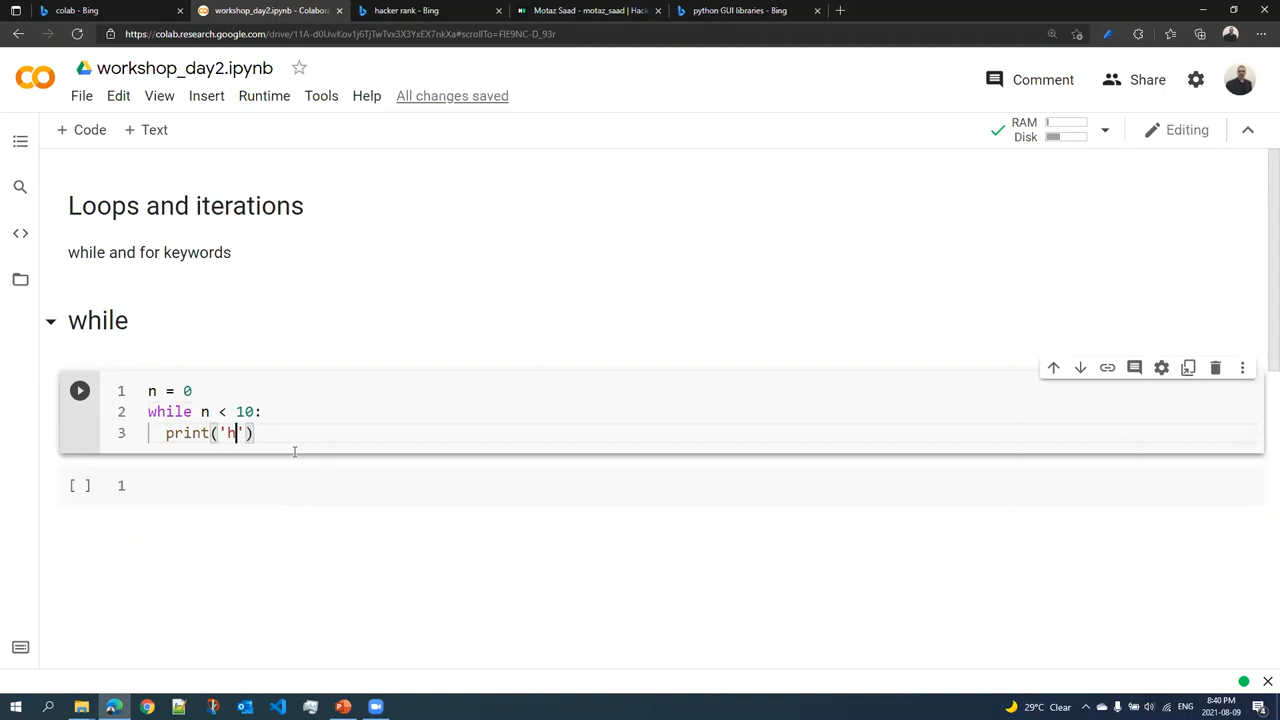 colab - Bing
workshop_day2.ipynb - Colabora
hacker rank - Bing
Motaz Saad - motaz_saad | Hack
python GUI libraries - Bing
https://colab.research.google.com/drive/11A-d0UwKov1j6TjTwTvx3X3YxEX7nkXa#scrollTo=FlE9NC-D_93r
workshop_day2.ipynb
Comment
Share
File Edit View Insert Runtime Tools Help All changes saved
+ Code + Text
RAM
Disk
Editing
Loops and iterations
while and for keywords
while
1 n = 0
2 while n < 10:
3 print('h')
[ ] 1
29°C Clear
ENG
8:40 PM
2021-08-09
4